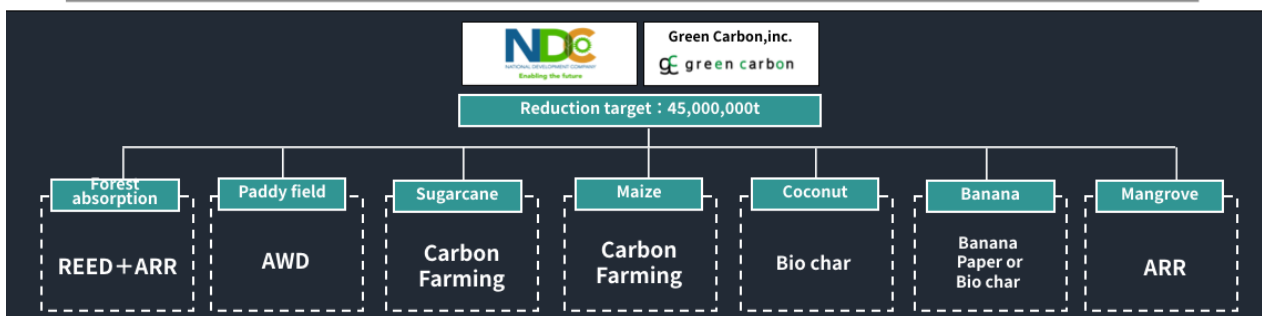 NDC
NATIONAL DEVELOPMENT COMPANY
Enabling the future
Green Carbon,inc.
gc green carbon
Reduction target：45,000,000t
Forest
absorption
REED＋ARR
Paddy field
AWD
Sugarcane
Carbon
Farming
Maize
Carbon
Farming
Coconut
Bio char
Banana
Banana
Paper or
Bio char
Mangrove
ARR